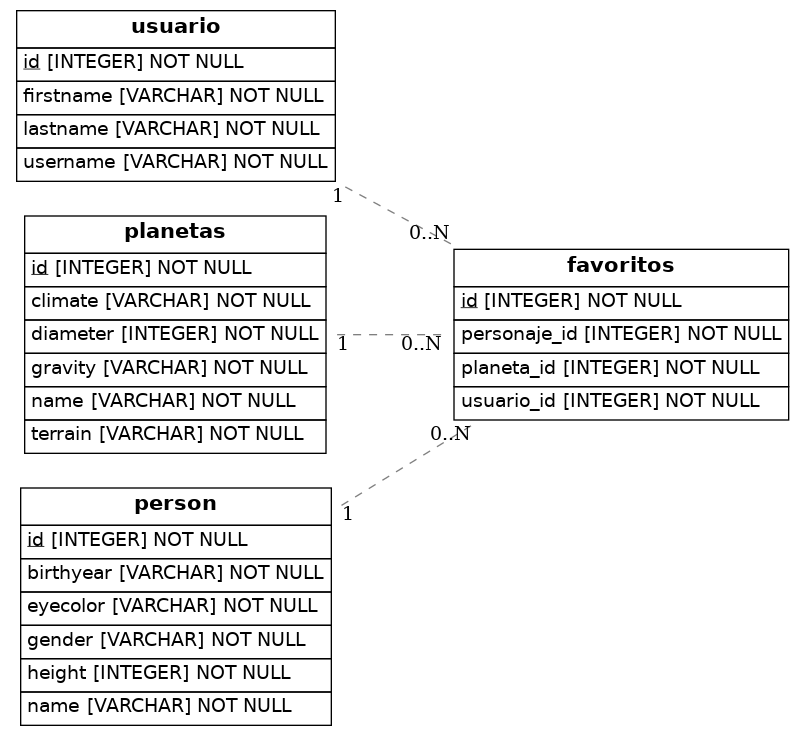 usuario
id [INTEGER] NOT NULL
firstname [VARCHAR] NOT NULL
lastname [VARCHAR] NOT NULL
username [VARCHAR] NOT NULL
1
0..N
planetas
id [INTEGER] NOT NULL
climate [VARCHAR] NOT NULL
diameter [INTEGER] NOT NULL
gravity [VARCHAR] NOT NULL
name [VARCHAR] NOT NULL
terrain [VARCHAR] NOT NULL
1
0..N
favoritos
id [INTEGER] NOT NULL
personaje_id [INTEGER] NOT NULL
planeta_id [INTEGER] NOT NULL
usuario_id [INTEGER] NOT NULL
0..N
1
person
id [INTEGER] NOT NULL
birthyear [VARCHAR] NOT NULL
eyecolor [VARCHAR] NOT NULL
gender [VARCHAR] NOT NULL
height [INTEGER] NOT NULL
name [VARCHAR] NOT NULL